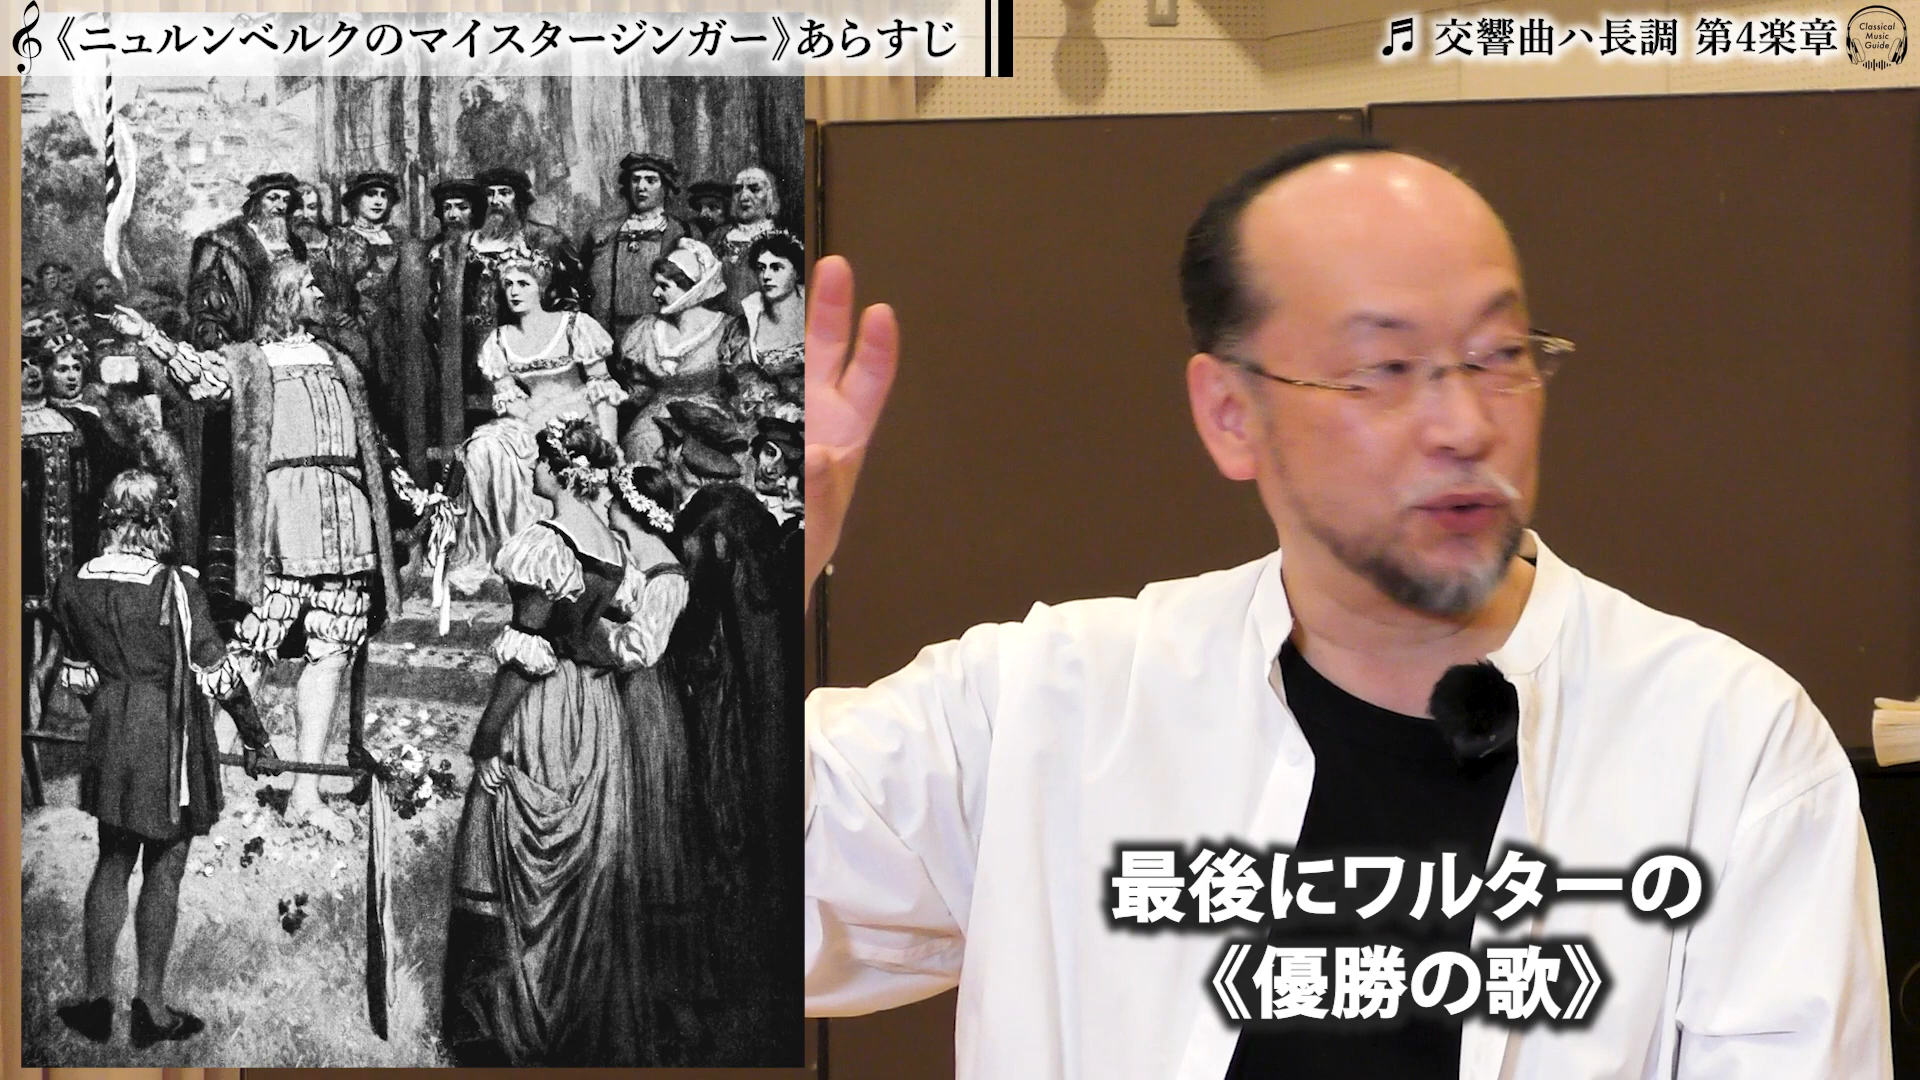 《ニュルンベルクのマイスタージンガー》あらすじ
♬ 交響曲ハ長調 第4楽章
Classical
Music
Guide
最後にワルターの
《優勝の歌》